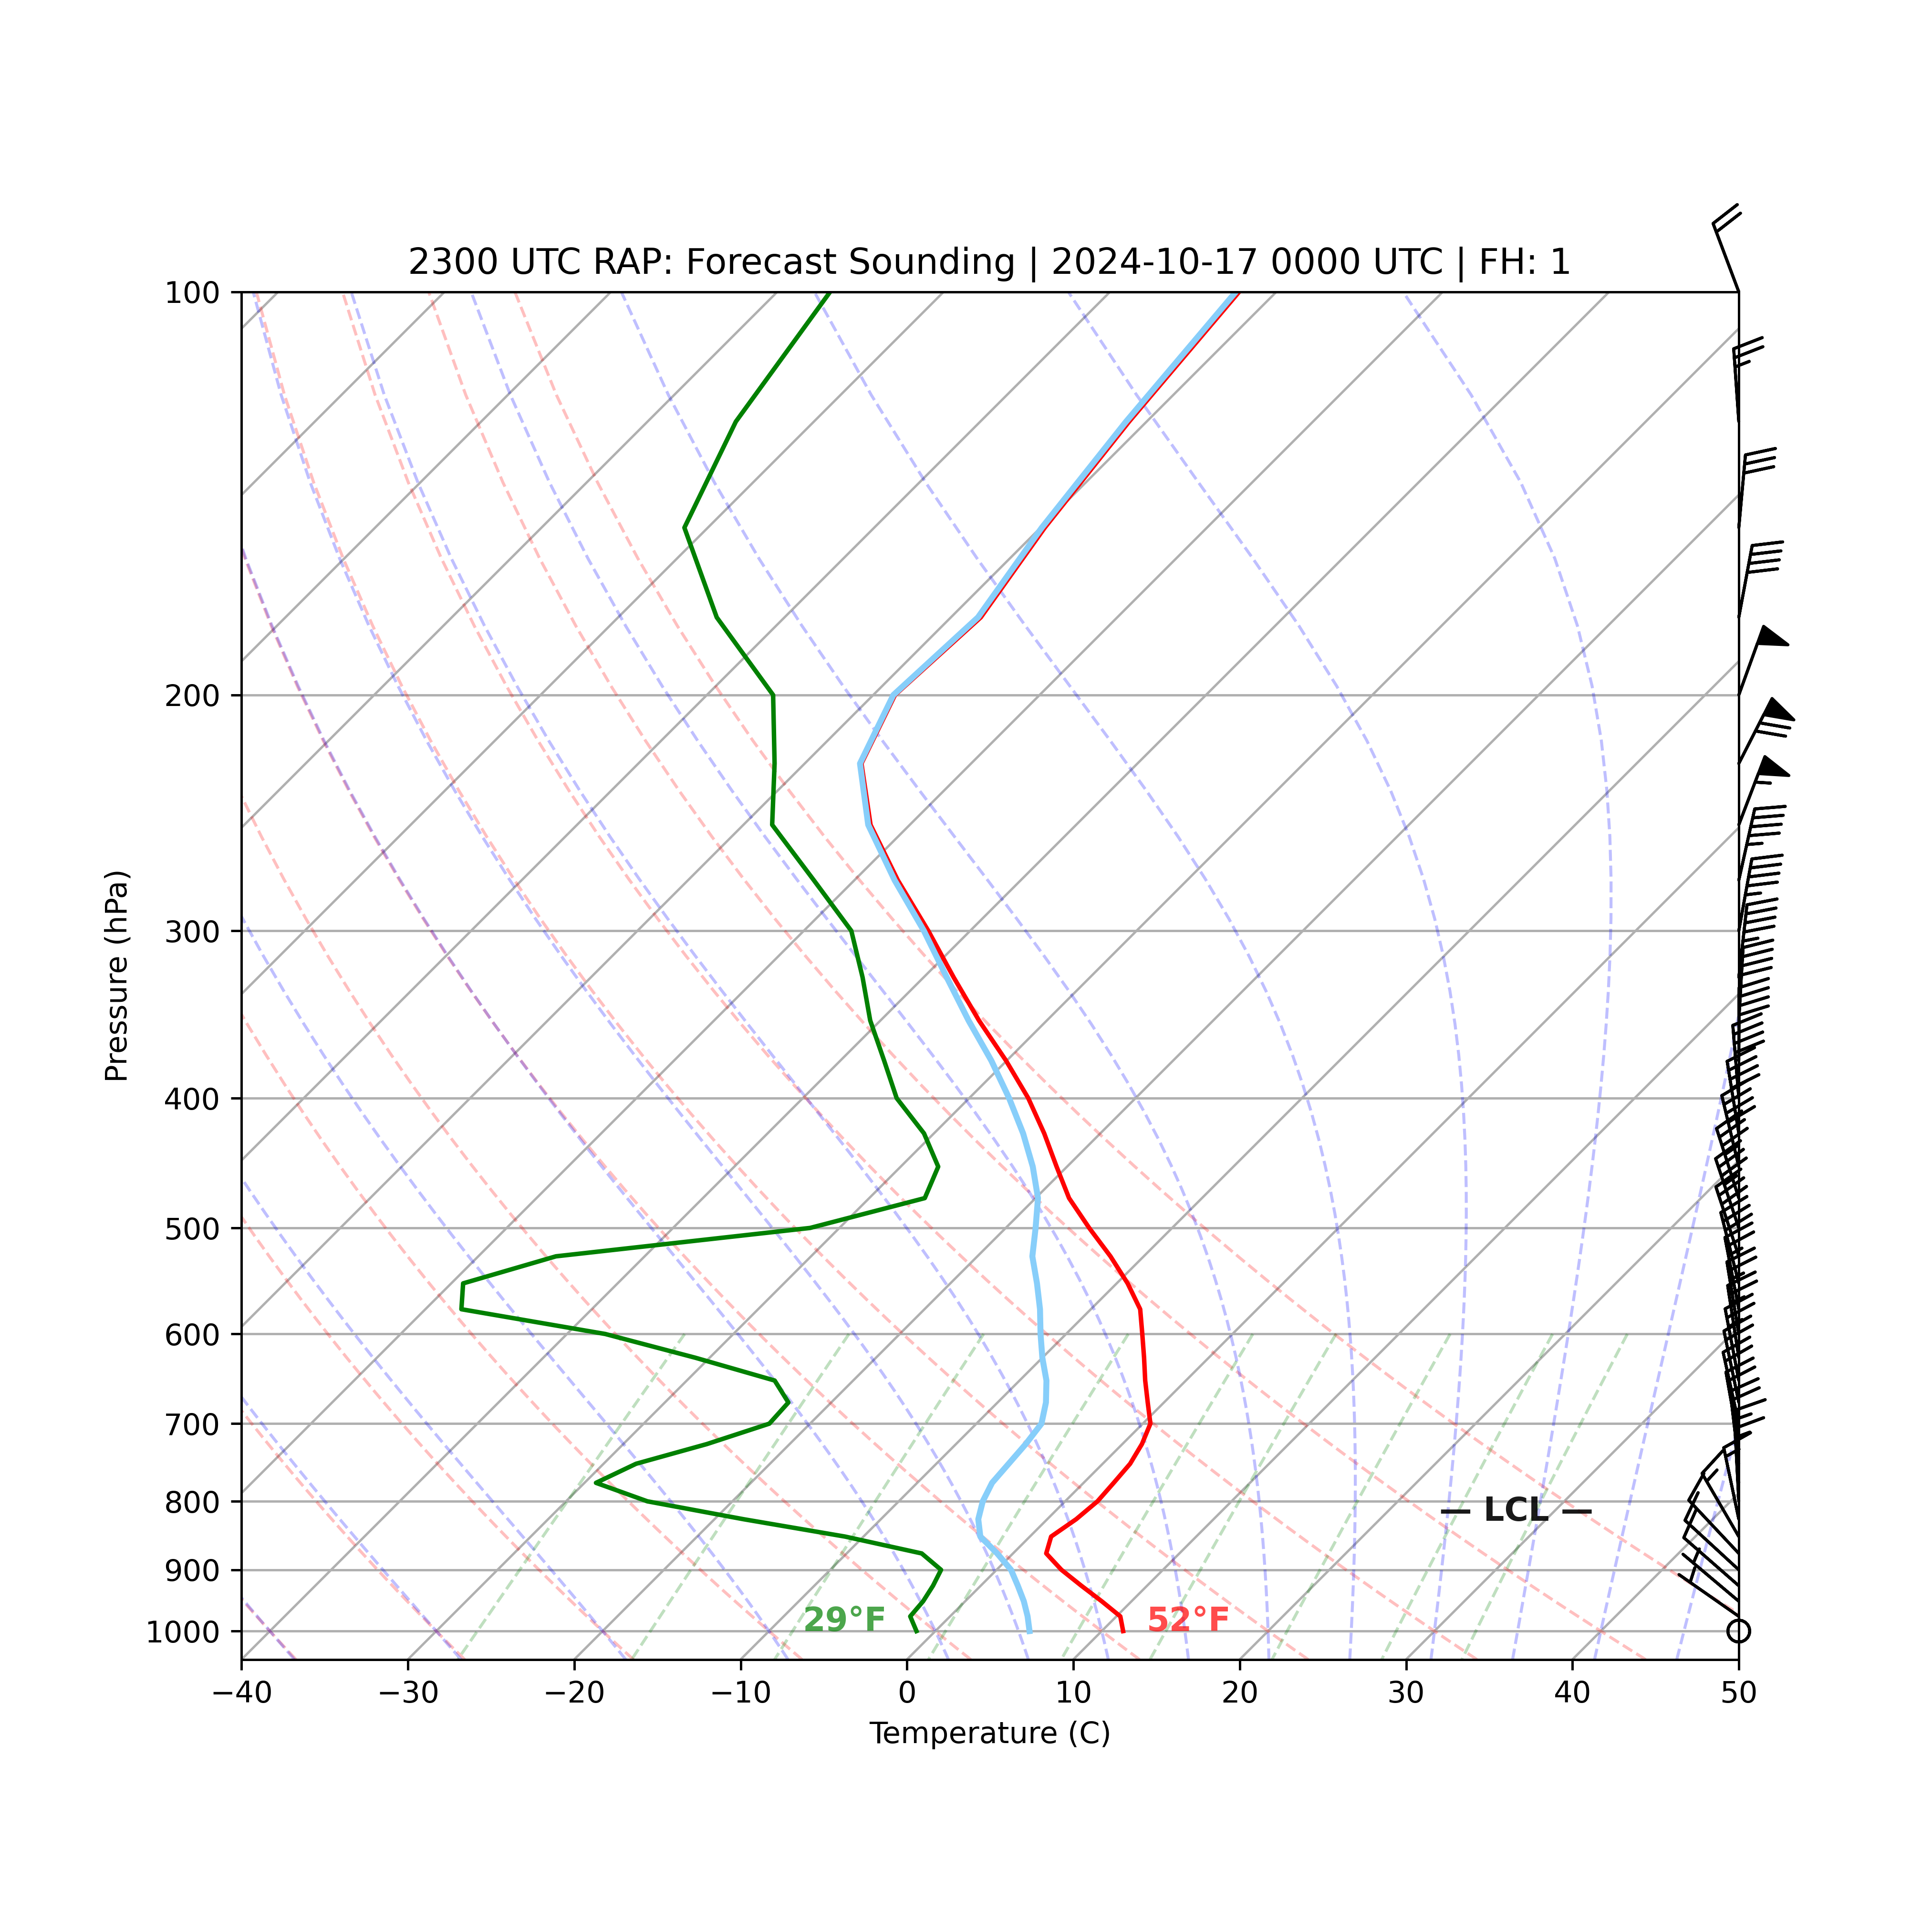 2300 UTC RAP: Forecast Sounding | 2024-10-17 0000 UTC | FH: 1
100
200
300
400
500
600
700
800
900
1000
Pressure (hPa)
— LCL —
29°F
52°F
−40 −30 −20 −10 0 10 20 30 40 50
Temperature (C)